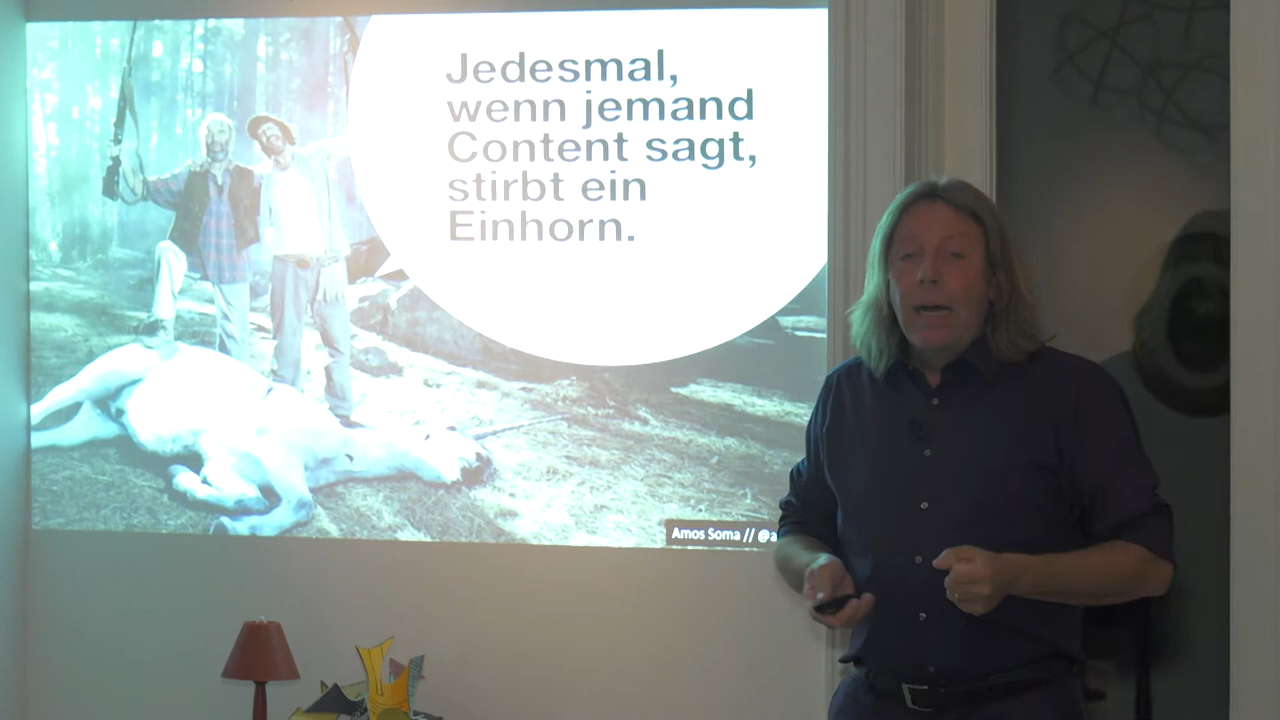 Jedesmal,
wenn jemand
Content sagt,
stirbt ein
Einhorn.
Amos Soma // @a